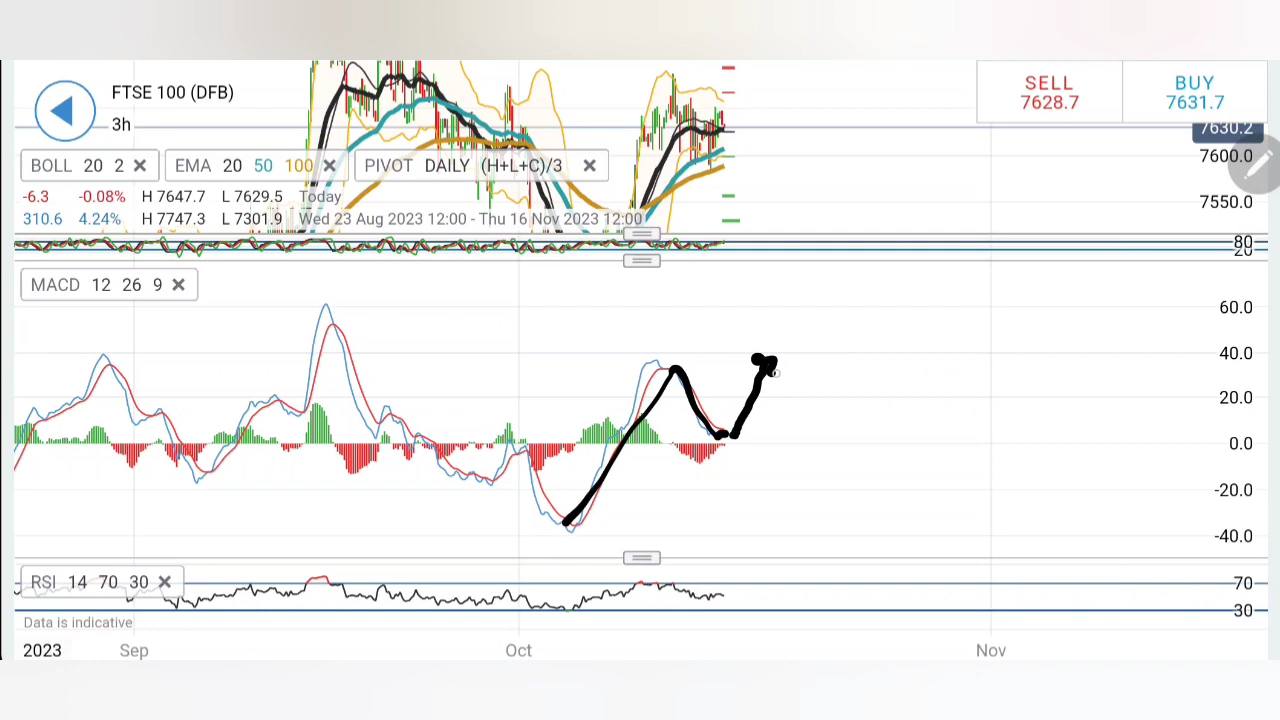 FTSE 100 (DFB)
3h
SELL
7628.7
BUY
7631.7
7630.2
BOLL 20 2 ✕ EMA 20 50 100 ✕ PIVOT DAILY (H+L+C)/3 ✕
7600.0
-6.3 -0.08% H 7647.7 L 7629.5 Today
7550.0
310.6 4.24% H 7747.3 L 7301.9 Wed 23 Aug 2023 12:00 - Thu 16 Nov 2023 12:00
80
20
MACD 12 26 9 ✕
60.0
40.0
20.0
0.0
-20.0
-40.0
RSI 14 70 30 ✕
70
30
Data is indicative
2023 Sep Oct Nov